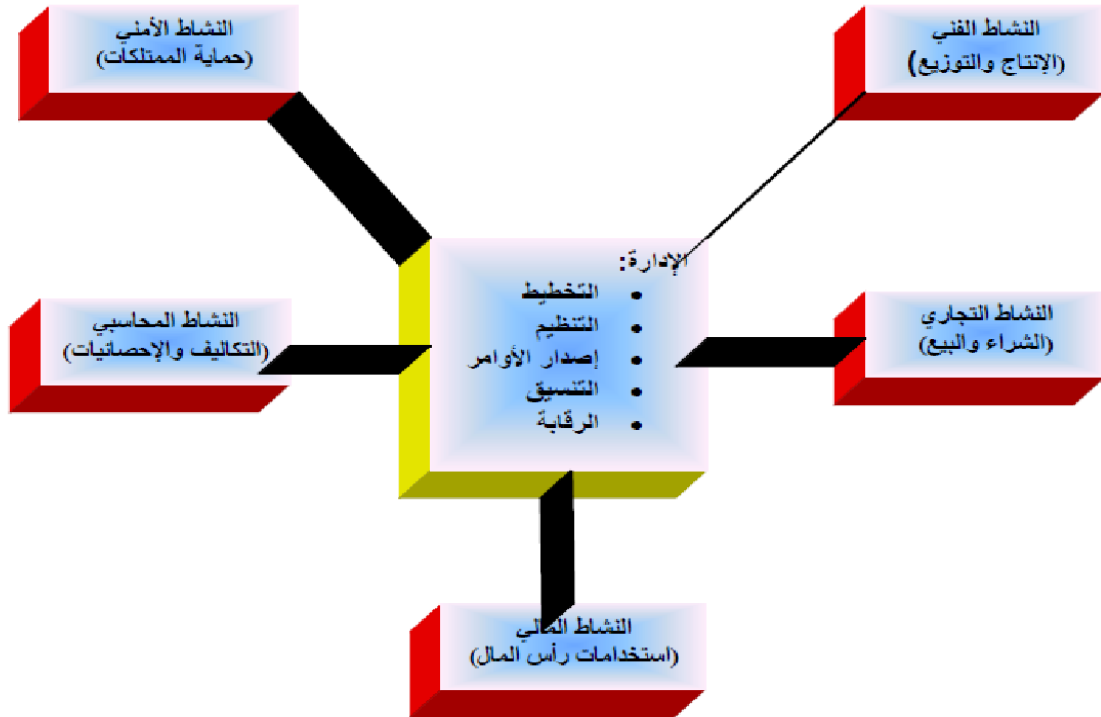 النشاط الفني
(الإنتاج والتوزيع)
النشاط الأمني
(حماية الممتلكات)
الإدارة:
• التخطيط
• التنظيم
• إصدار الأوامر
• التنسيق
• الرقابة
النشاط التجاري
(الشراء والبيع)
النشاط المحاسبي
(التكاليف والإحصائيات)
النشاط المالي
(استخدامات رأس المال)